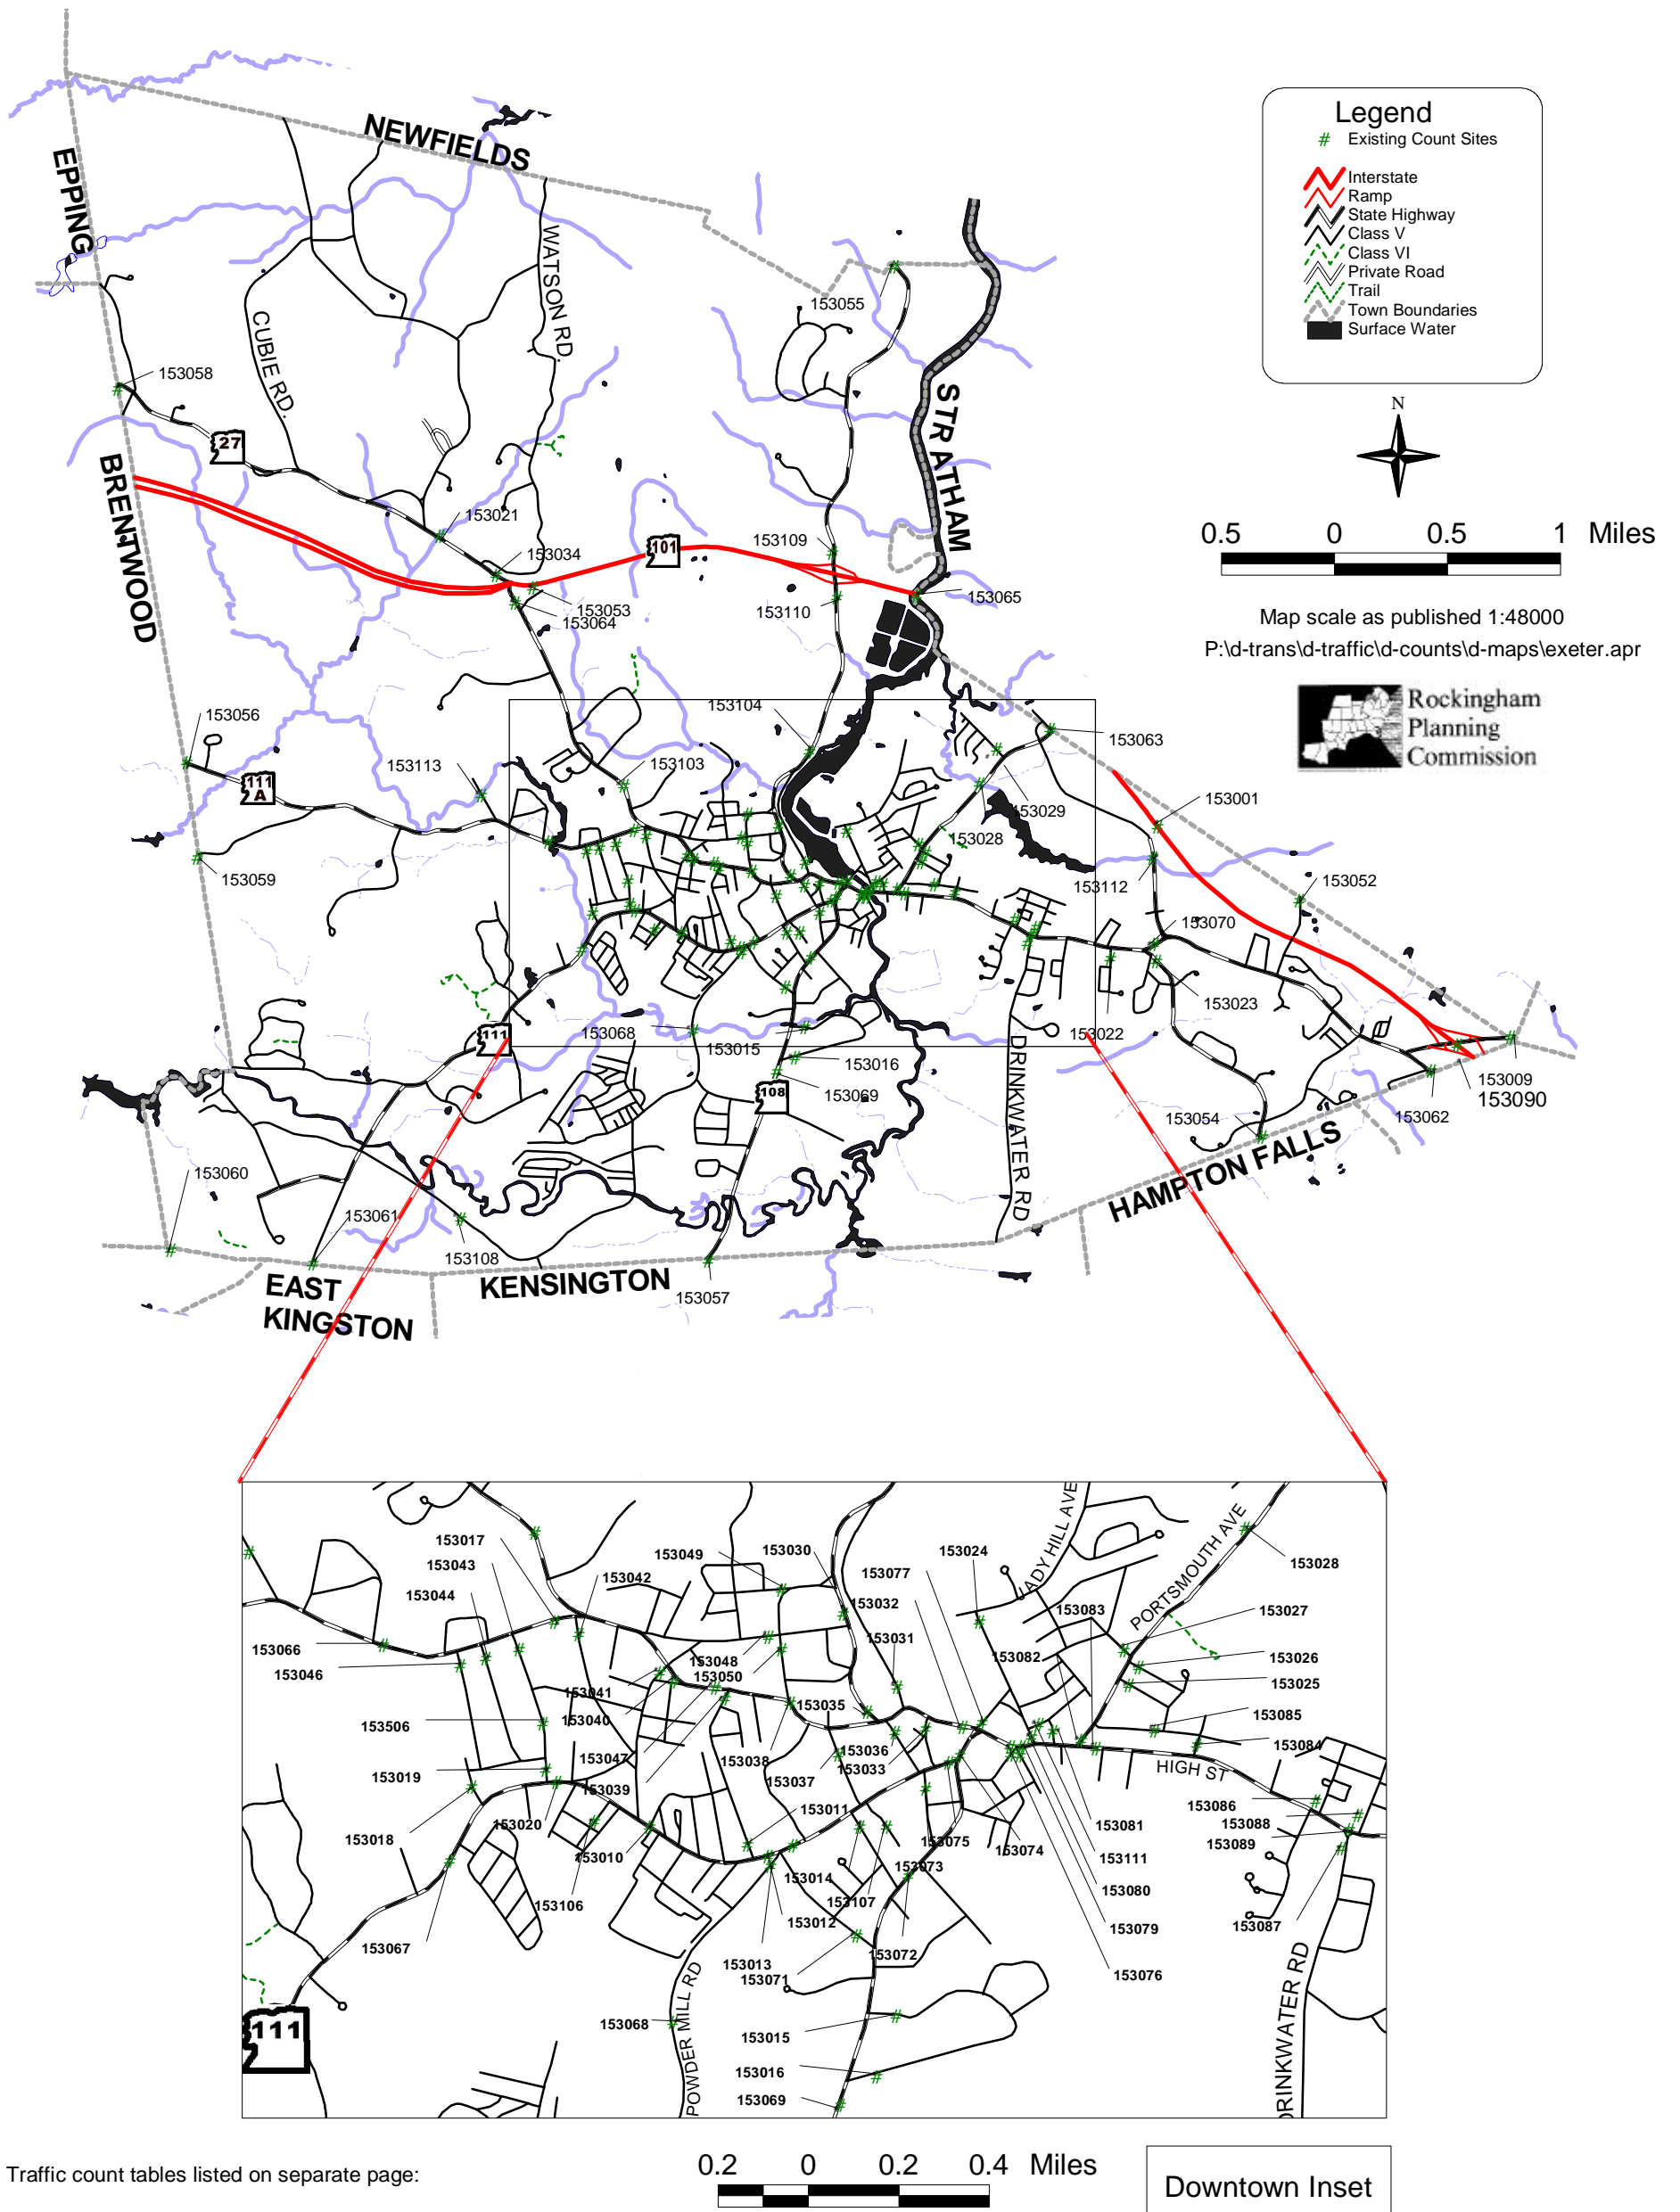 NEWFIELDS
EPPING
WATSON RD.
CUBIE RD.
153055
153058
27
STRATHAM
BRENTWOOD
153021
153034
101
153109
153053
153064
153110
153065
Legend
# Existing Count Sites
Interstate
Ramp
State Highway
Class V
Class VI
Private Road
Trail
Town Boundaries
Surface Water
N
0.5 0 0.5 1 Miles
Map scale as published 1:48000
P:\d-trans\d-traffic\d-counts\d-maps\exeter.apr
Rockingham
Planning
Commission
153056
153104
153063
111
A
153113
153103
153029
153001
153028
153059
153112
153052
153070
153023
153022
111
153068
153015
153016
153069
108
DRINKWATER RD
153009
153090
153054
153062
HAMPTON FALLS
153060
153061
153108
153057
EAST
KINGSTON
KENSINGTON
153017
153043
153044
153042
153049
153030
153077
153024
LADY HILL AVE
PORTSMOUTH AVE
153028
153032
153083
153027
153066
153046
153048
153050
153031
153082
153026
153025
153041
153035
153506
153040
153085
153047
153038
153036
153033
153084
153019
153039
153037
HIGH ST
153011
153086
153088
153089
153018
153020
153010
153081
153075
153074
153111
153014
153073
153080
153106
153107
153012
153079
153087
153067
153013
153072
153071
153076
111
153068
POWDER MILL RD
153015
153016
153069
DRINKWATER RD
Traffic count tables listed on separate page:
0.2 0 0.2 0.4 Miles
Downtown Inset